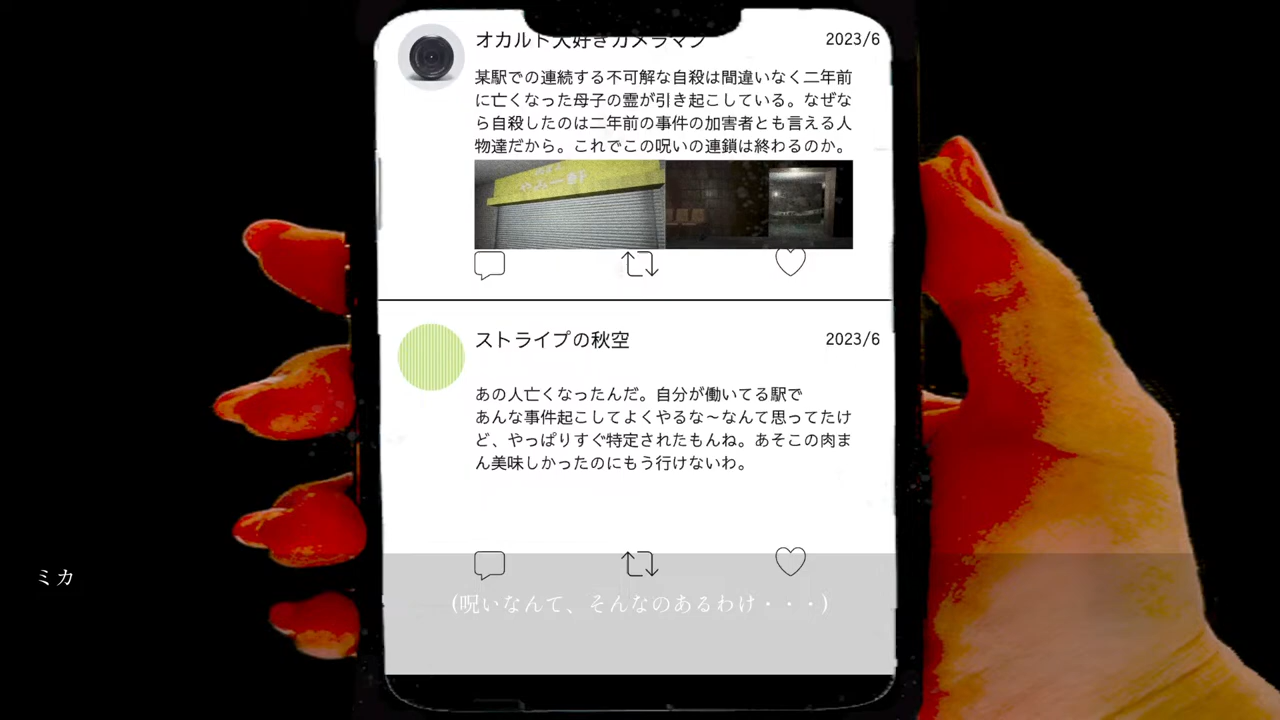 オカルト大好きカメラマン
2023/6
某駅での連続する不可解な自殺は間違いなく二年前
に亡くなった母子の霊が引き起こしている。なぜな
ら自殺したのは二年前の事件の加害者とも言える人
物達だから。これでこの呪いの連鎖は終わるのか。
ストライプの秋空
2023/6
あの人亡くなったんだ。自分が働いてる駅で
あんな事件起こしてよくやるな～なんて思ってたけ
ど、やっぱりすぐ特定されたもんね。あそこの肉ま
ん美味しかったのにもう行けないわ。
ミカ
(呪いなんて、そんなのあるわけ・・・)